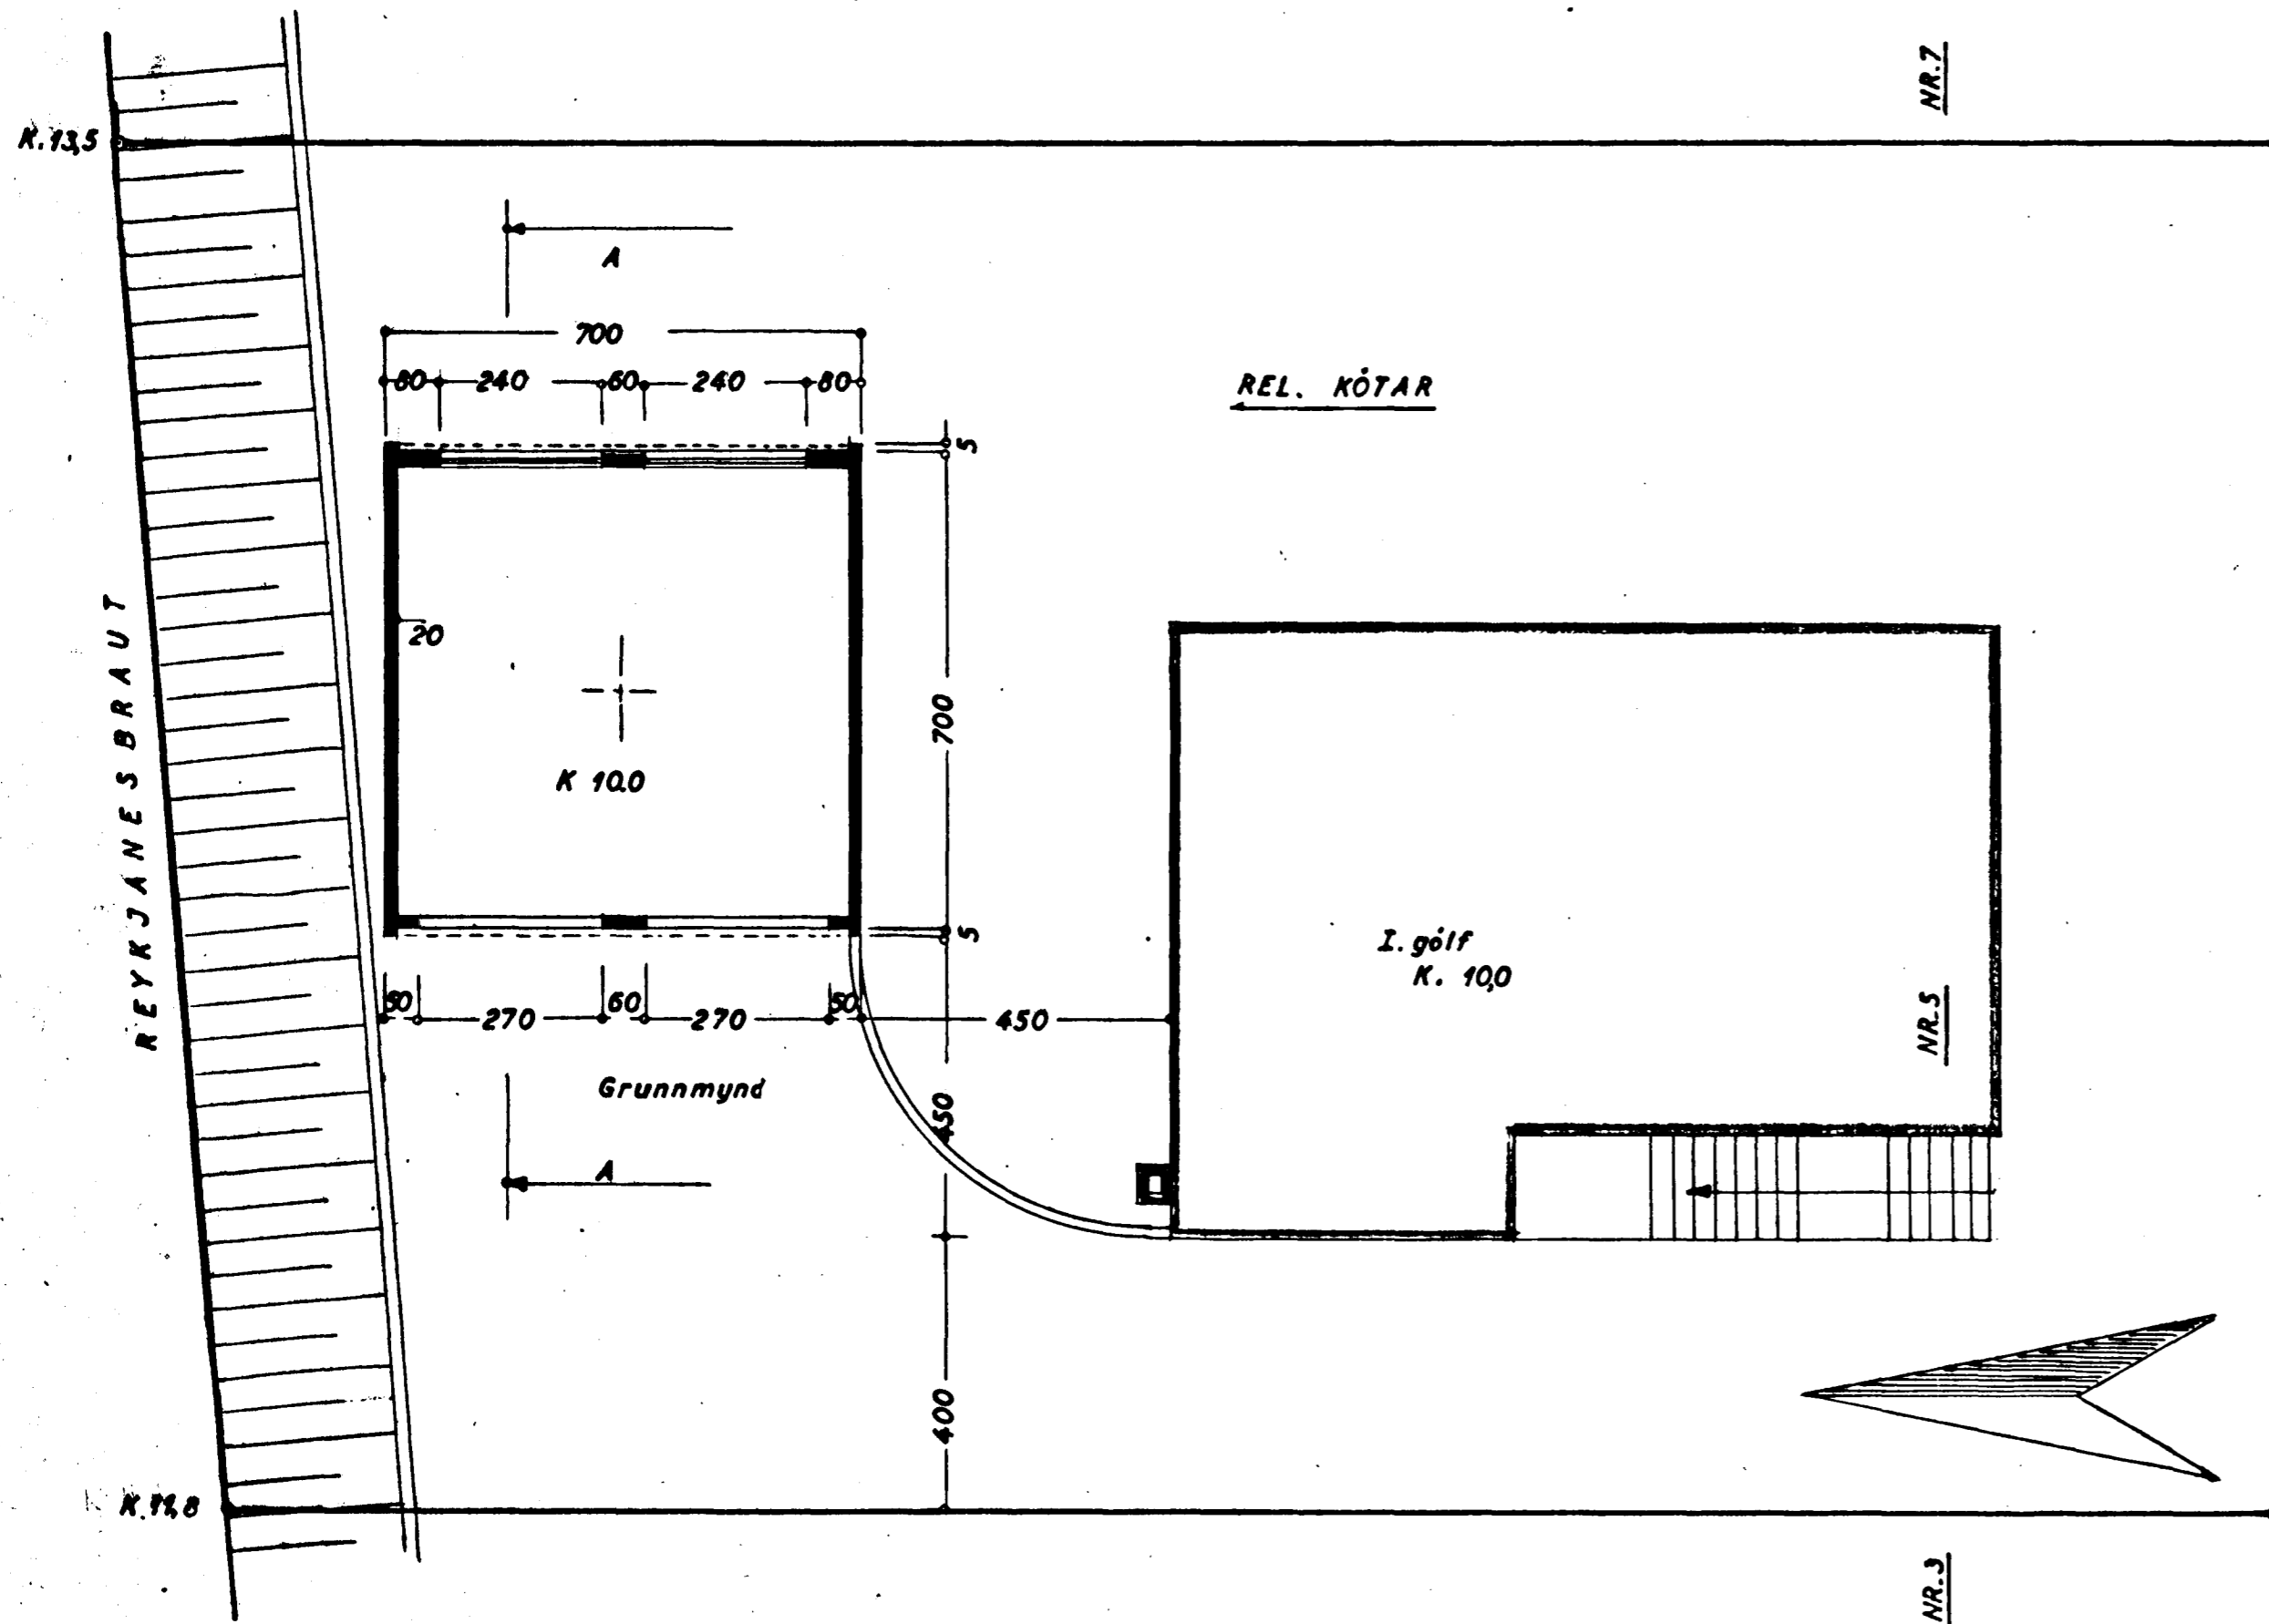 NR.7
K.13,5
A
700
80 240 60 240 80
REL. KÓTAR
5
20
700
K 10.0
REYKJANESBRAUT
5
I. gólf
K. 10,0
50 270 60 270 50 450
NR.5
Grunnmynd
450
A
400
K.11,8
NR.3